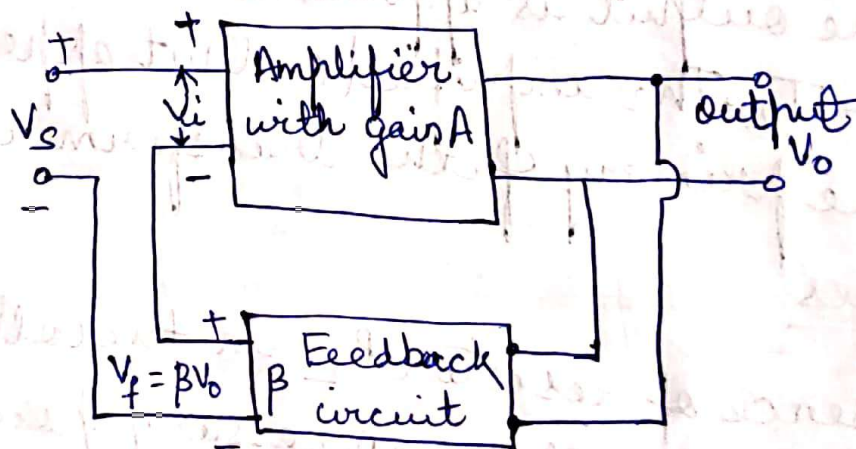 + +
Amplifier
with gain A
Vi
Vs
-
-
output
Vo
+
Feedback
circuit
β
Vf = βVo
-